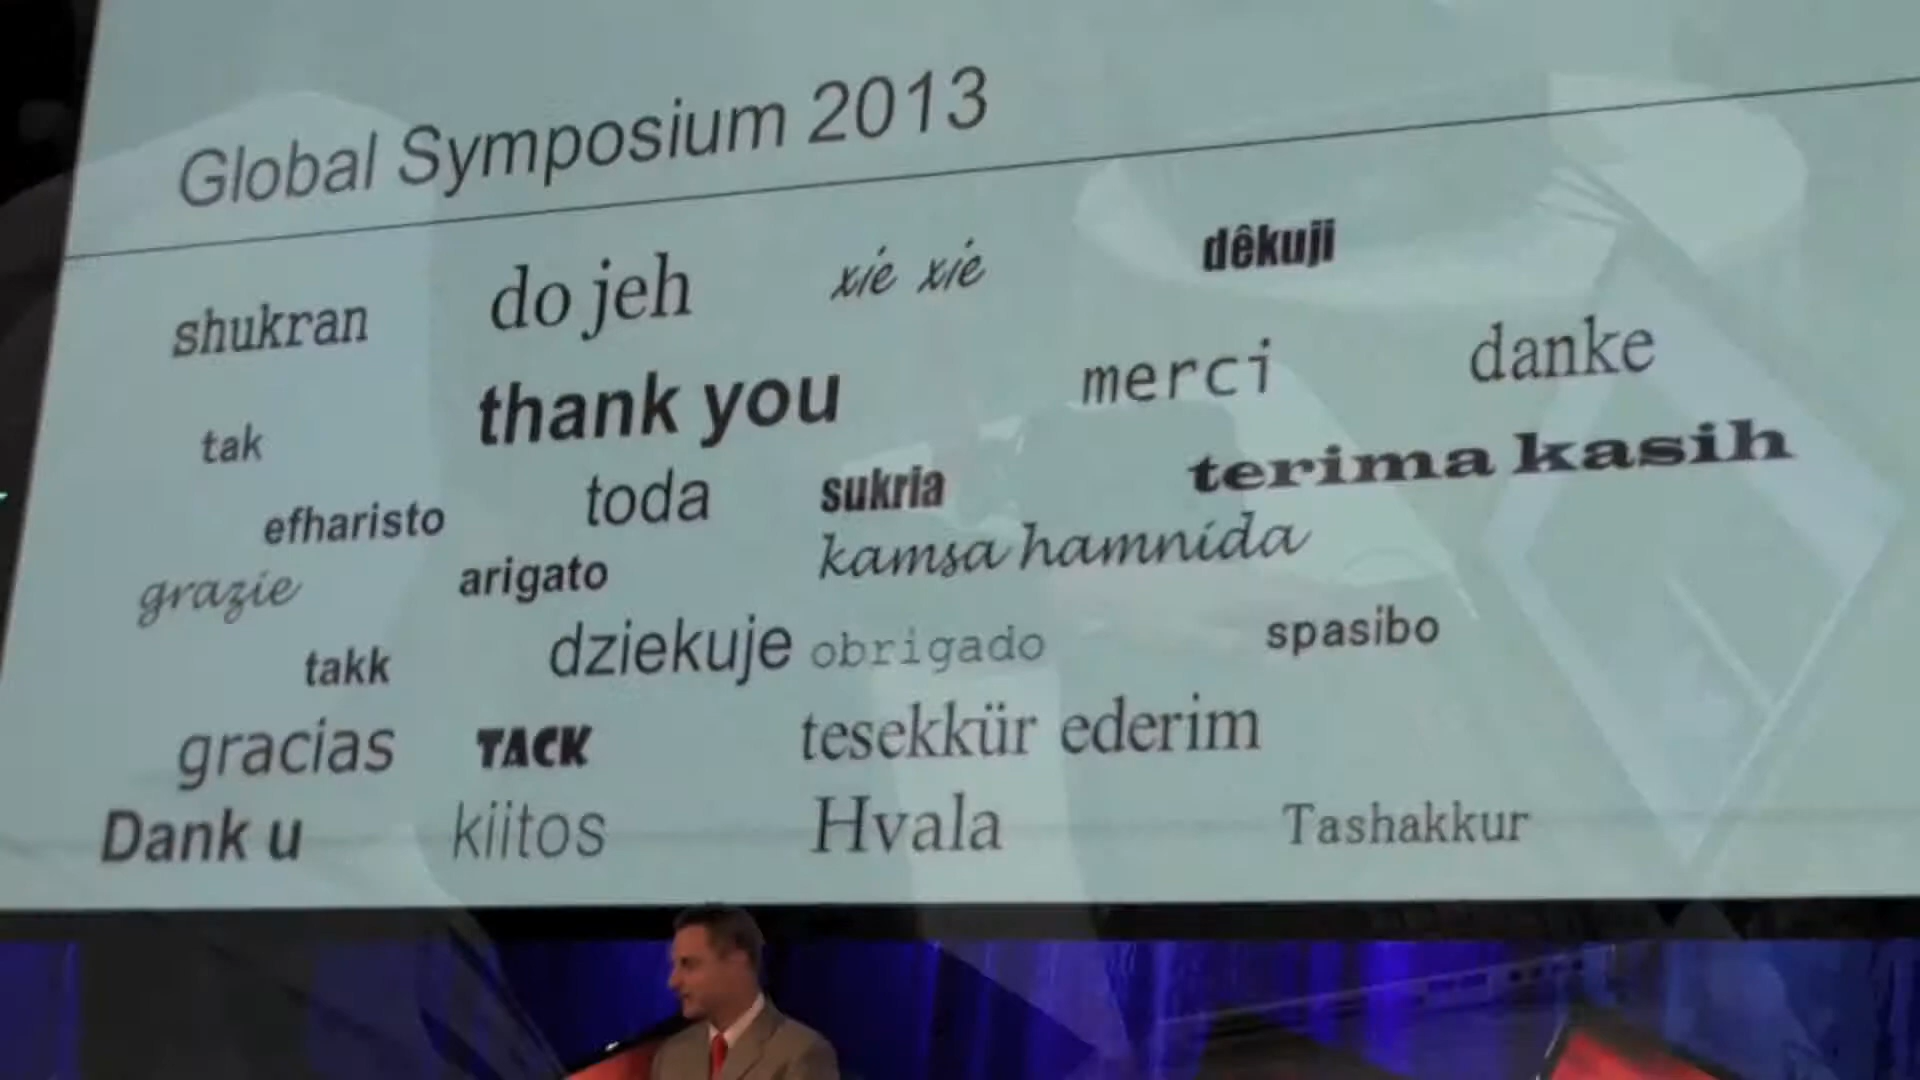 Global Symposium 2013
shukran do jeh xie xie dêkuji
tak thank you merci danke
efharisto toda sukria terima kasih
grazie arigato kamsa hamnida
takk dziekuje obrigado spasibo
gracias TACK tesekkür ederim
Dank u kiitos Hvala Tashakkur